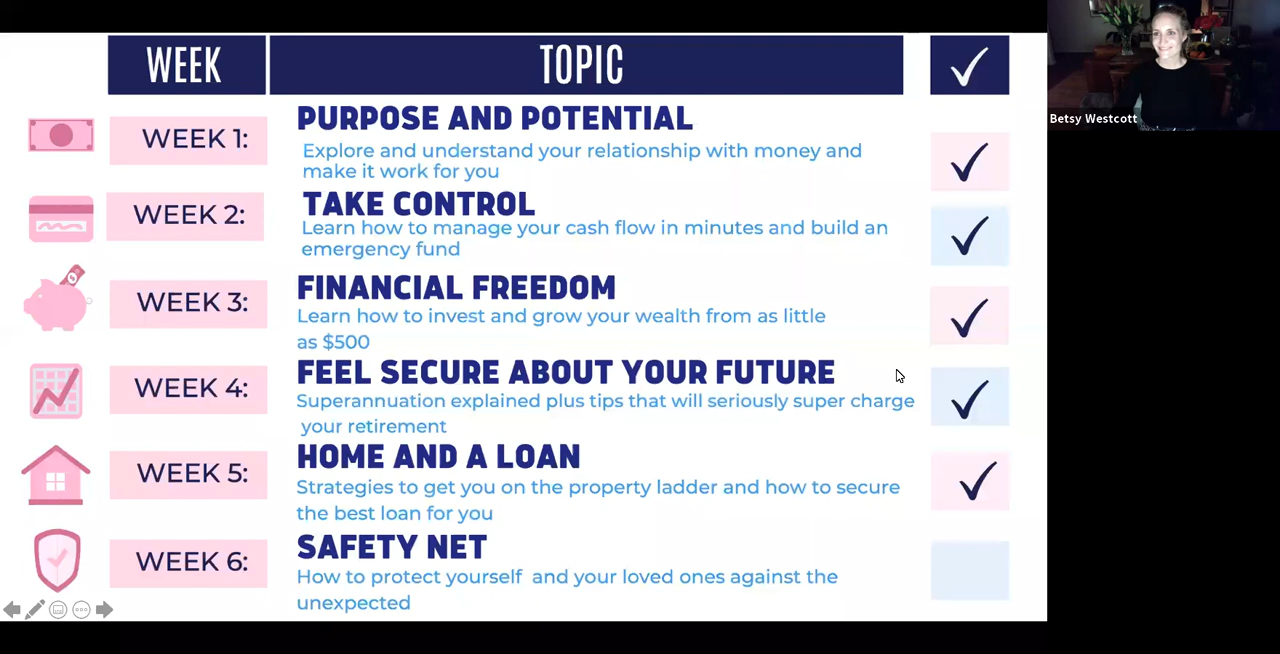 WEEK
TOPIC
WEEK 1:
PURPOSE AND POTENTIAL
Explore and understand your relationship with money and
make it work for you
WEEK 2:
TAKE CONTROL
Learn how to manage your cash flow in minutes and build an
emergency fund
WEEK 3:
FINANCIAL FREEDOM
Learn how to invest and grow your wealth from as little
as $500
WEEK 4:
FEEL SECURE ABOUT YOUR FUTURE
Superannuation explained plus tips that will seriously super charge
your retirement
WEEK 5:
HOME AND A LOAN
Strategies to get you on the property ladder and how to secure
the best loan for you
WEEK 6:
SAFETY NET
How to protect yourself and your loved ones against the
unexpected
Betsy Westcott